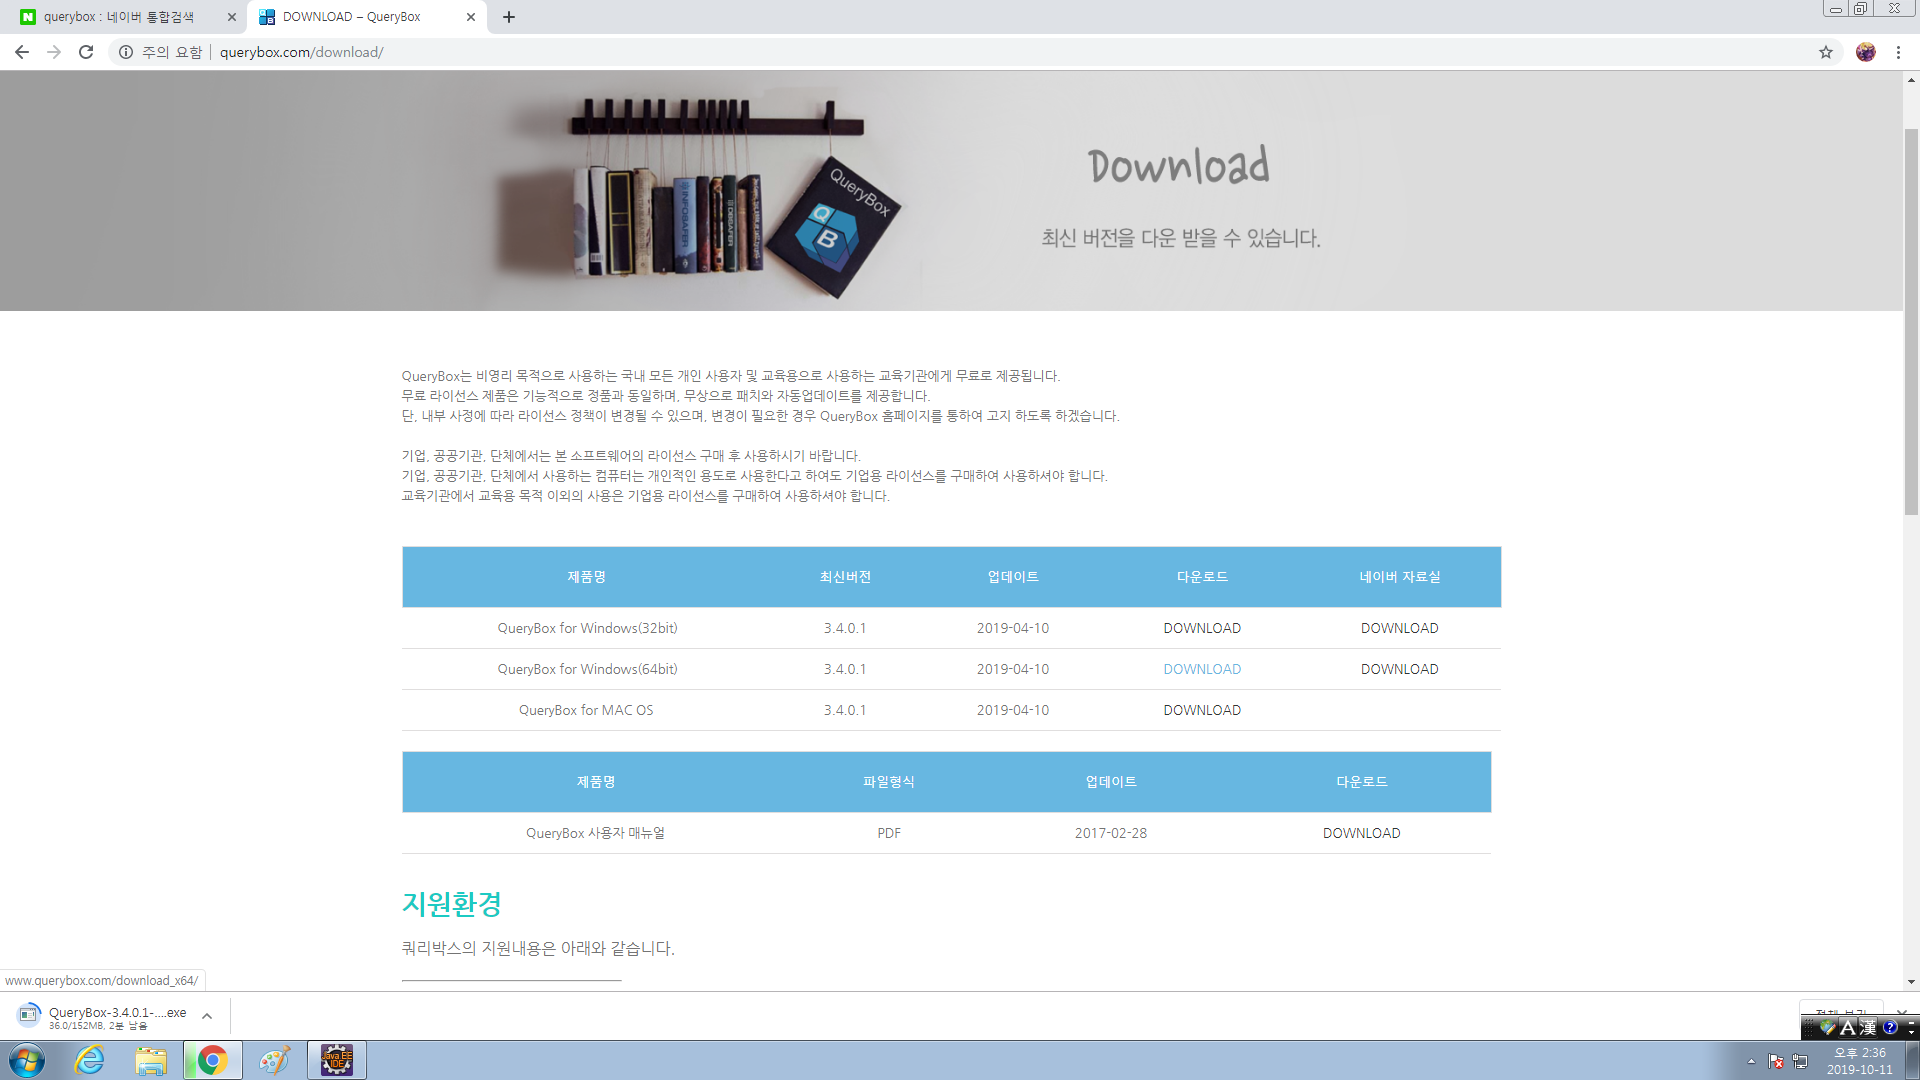 querybox : 네이버 통합검색
DOWNLOAD – QueryBox
주의 요함
querybox.com/download/
QueryBox
QB
Download
최신 버전을 다운 받을 수 있습니다.
QueryBox는 비영리 목적으로 사용하는 국내 모든 개인 사용자 및 교육용으로 사용하는 교육기관에게 무료로 제공됩니다.
무료 라이선스 제품은 기능적으로 정품과 동일하며, 무상으로 패치와 자동업데이트를 제공합니다.
단, 내부 사정에 따라 라이선스 정책이 변경될 수 있으며, 변경이 필요한 경우 QueryBox 홈페이지를 통하여 고지 하도록 하겠습니다.
기업, 공공기관, 단체에서는 본 소프트웨어의 라이선스 구매 후 사용하시기 바랍니다.
기업, 공공기관, 단체에서 사용하는 컴퓨터는 개인적인 용도로 사용한다고 하여도 기업용 라이선스를 구매하여 사용하셔야 합니다.
교육기관에서 교육용 목적 이외의 사용은 기업용 라이선스를 구매하여 사용하셔야 합니다.
제품명 최신버전 업데이트 다운로드 네이버 자료실
QueryBox for Windows(32bit) 3.4.0.1 2019-04-10 DOWNLOAD DOWNLOAD
QueryBox for Windows(64bit) 3.4.0.1 2019-04-10 DOWNLOAD DOWNLOAD
QueryBox for MAC OS 3.4.0.1 2019-04-10 DOWNLOAD
제품명 파일형식 업데이트 다운로드
QueryBox 사용자 매뉴얼 PDF 2017-02-28 DOWNLOAD
지원환경
쿼리박스의 지원내용은 아래와 같습니다.
www.querybox.com/download_x64/
QueryBox-3.4.0.1-....exe
36.0/152MB, 2분 남음
A 漢
Java EE
IDE
오후 2:36
2019-10-11